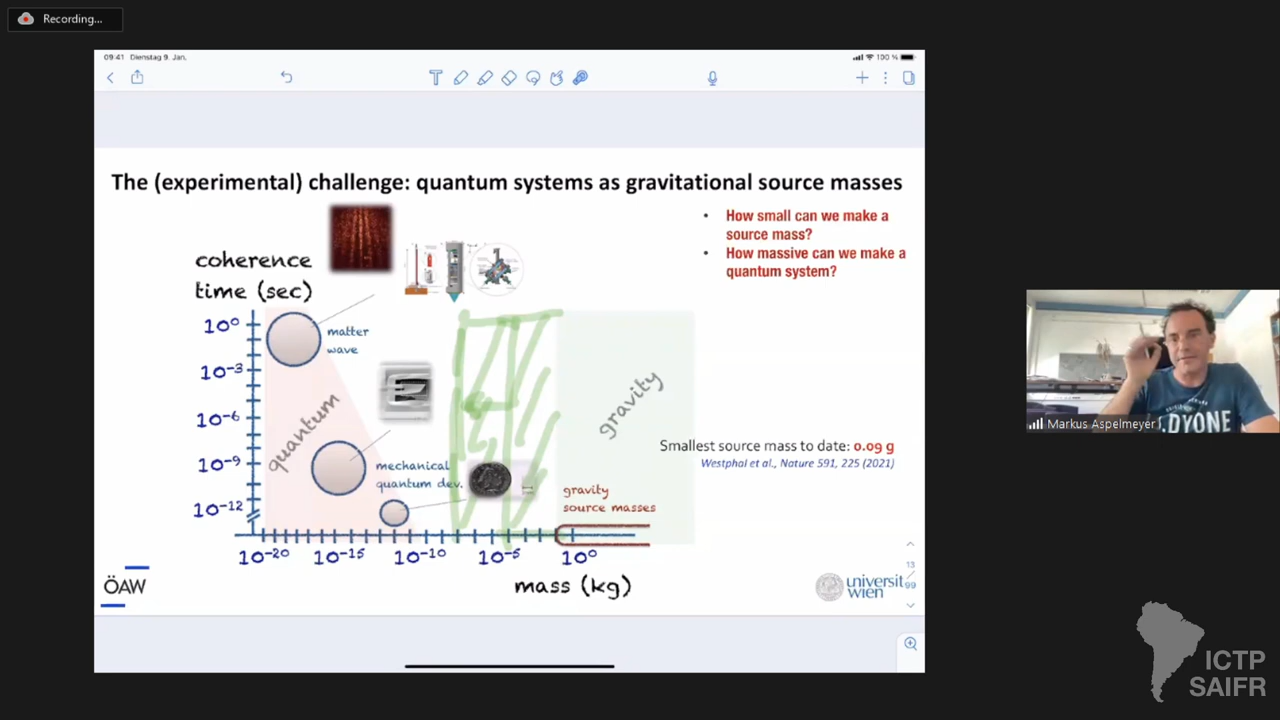 Recording...
09:41 Dienstag 9. Jan.
100 %
The (experimental) challenge: quantum systems as gravitational source masses
• How small can we make a
source mass?
• How massive can we make a
quantum system?
coherence
time (sec)
10⁰
10⁻³
10⁻⁶
10⁻⁹
10⁻¹²
matter
wave
quantum
mechanical
quantum dev.
gravity
Smallest source mass to date: 0.09 g
Westphal et al., Nature 591, 225 (2021)
gravity
source masses
10⁻²⁰
10⁻¹⁵
10⁻¹⁰
10⁻⁵
10⁰
mass (kg)
ÖAW
universit
wien
13
99
Markus Aspelmeyer
DYONE
ICTP
SAIFR